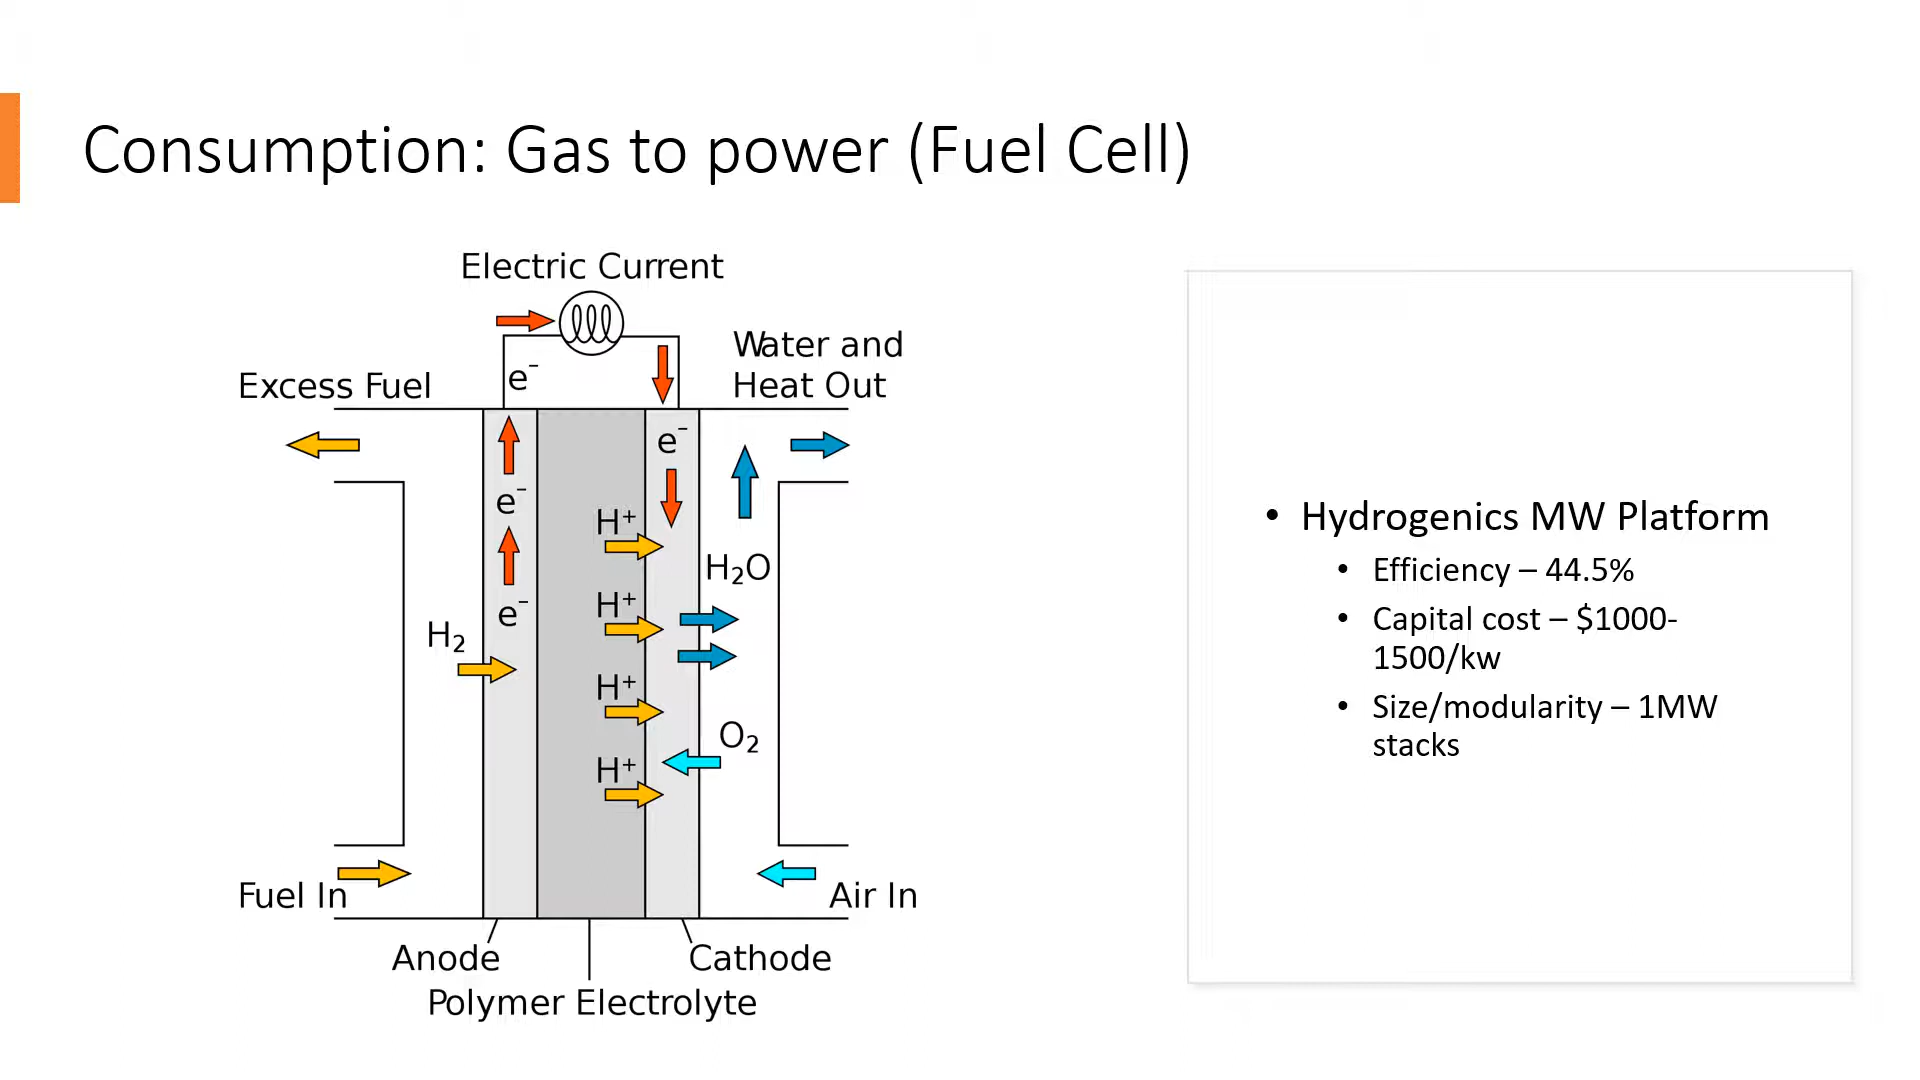 Consumption: Gas to power (Fuel Cell)
Electric Current
Water and
Heat Out
Excess Fuel
e⁻
e⁻
e⁻
e⁻
H⁺
H₂O
H⁺
H₂
H⁺
O₂
H⁺
Fuel In
Air In
Anode
Cathode
Polymer Electrolyte
• Hydrogenics MW Platform
• Efficiency – 44.5%
• Capital cost – $1000-
1500/kw
• Size/modularity – 1MW
stacks